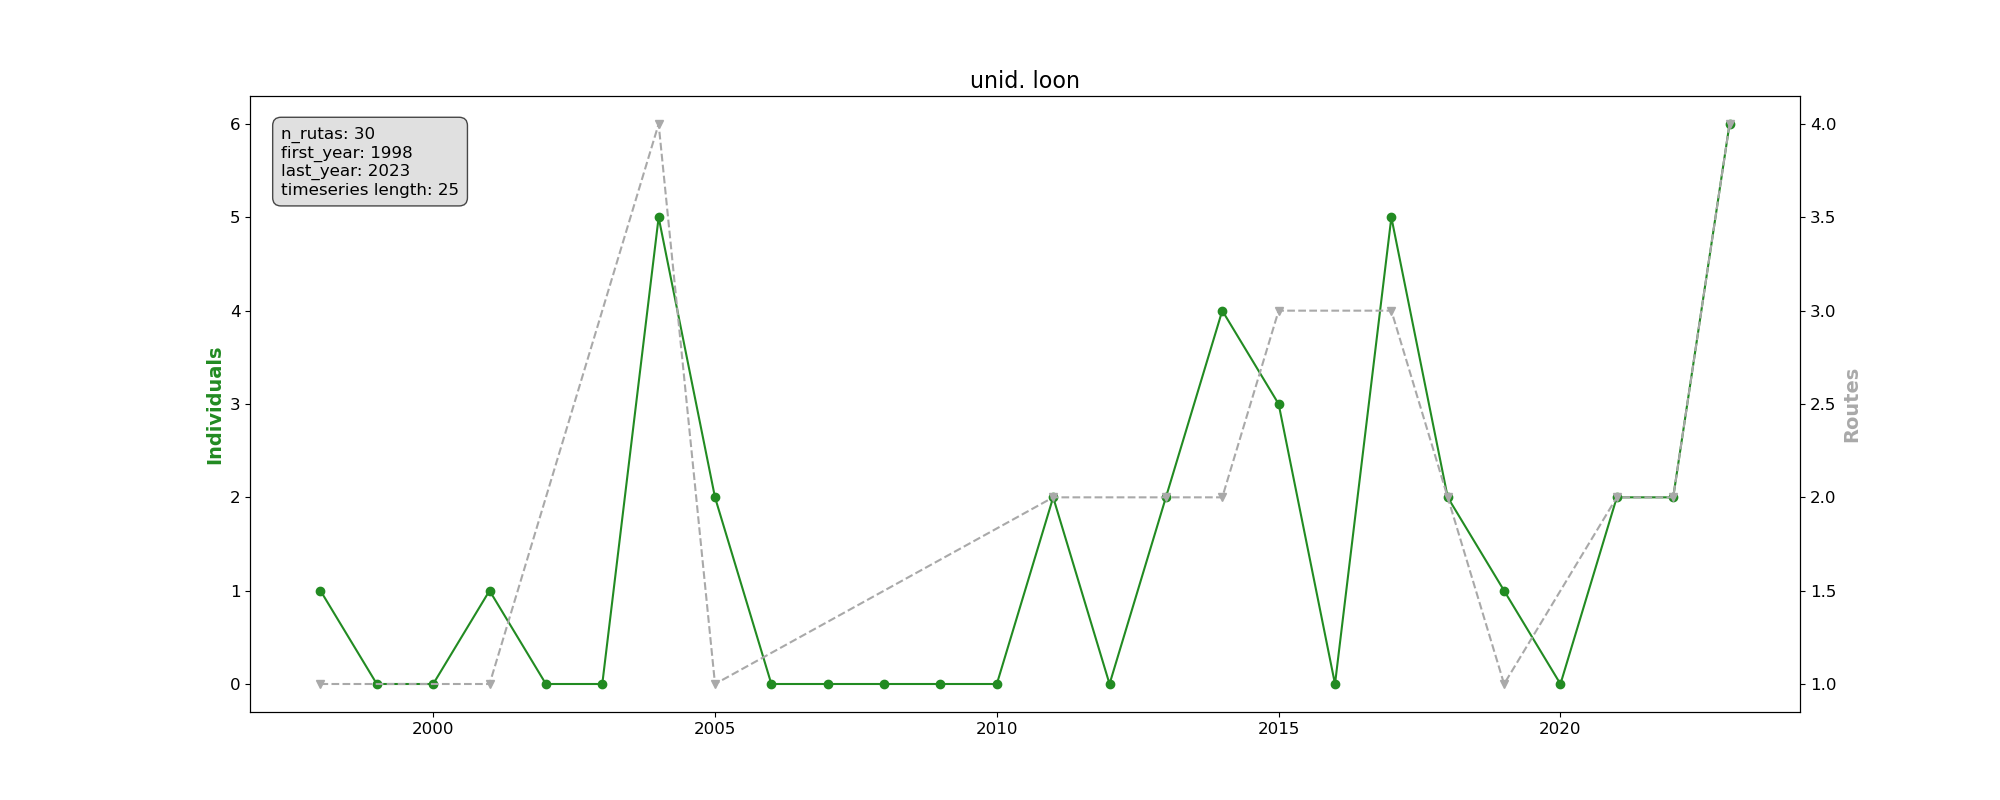 unid. loon
n_rutas: 30
first_year: 1998
last_year: 2023
timeseries length: 25
6
5
4
3
2
1
0
Individuals
4.0
3.5
3.0
2.5
2.0
1.5
1.0
Routes
2000 2005 2010 2015 2020